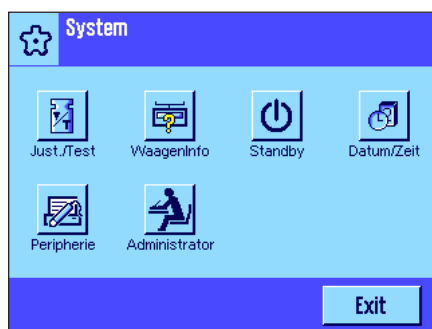 System
Just./Test WaagenInfo Standby Datum/Zeit
Peripherie Administrator
Exit